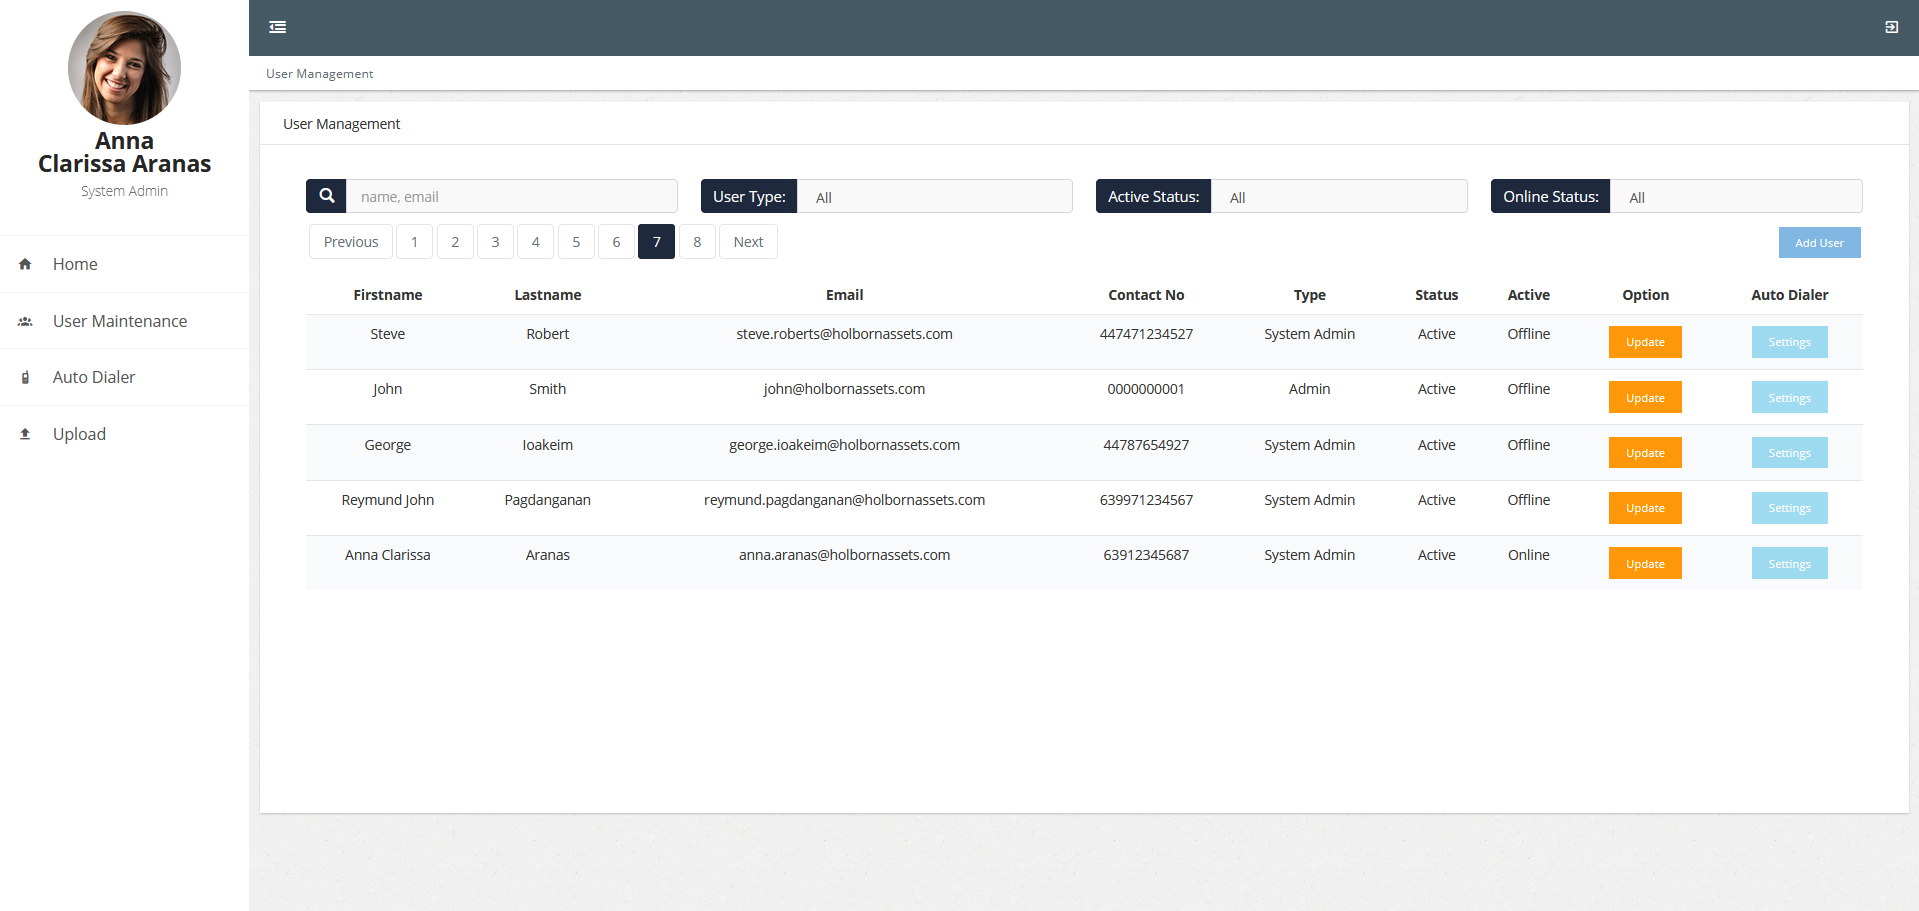 Anna
Clarissa Aranas
System Admin
Home
User Maintenance
Auto Dialer
Upload
User Management
User Management
name, email User Type: All Active Status: All Online Status: All
Previous 1 2 3 4 5 6 7 8 Next Add User
Firstname Lastname Email Contact No Type Status Active Option Auto Dialer
Steve Robert steve.roberts@holbornassets.com 447471234527 System Admin Active Offline Update Settings
John Smith john@holbornassets.com 0000000001 Admin Active Offline Update Settings
George Ioakeim george.ioakeim@holbornassets.com 44787654927 System Admin Active Offline Update Settings
Reymund John Pagdanganan reymund.pagdanganan@holbornassets.com 639971234567 System Admin Active Offline Update Settings
Anna Clarissa Aranas anna.aranas@holbornassets.com 63912345687 System Admin Active Online Update Settings